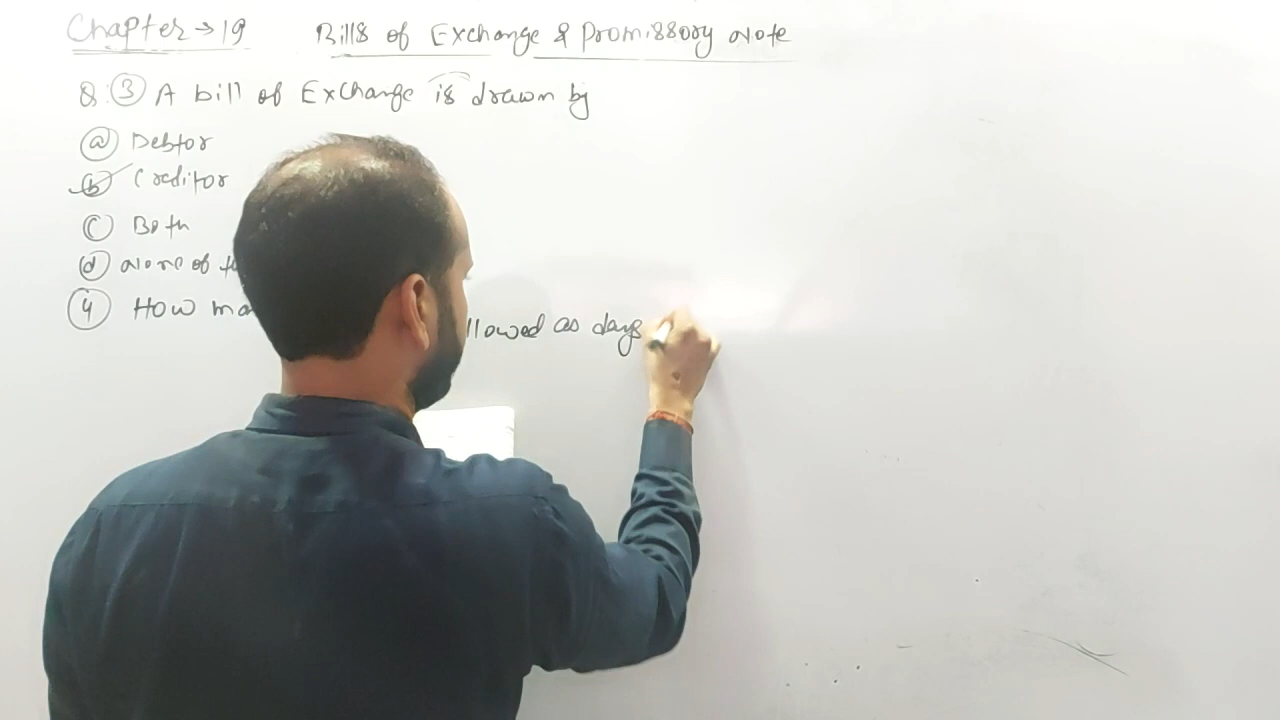 Chapter → 19 Bills of Exchange & Promissory Note
Q. ③ A bill of Exchange is drawn by
ⓐ Debtor
ⓑ Creditor
ⓒ Both
ⓓ None of
④ How llowed as days